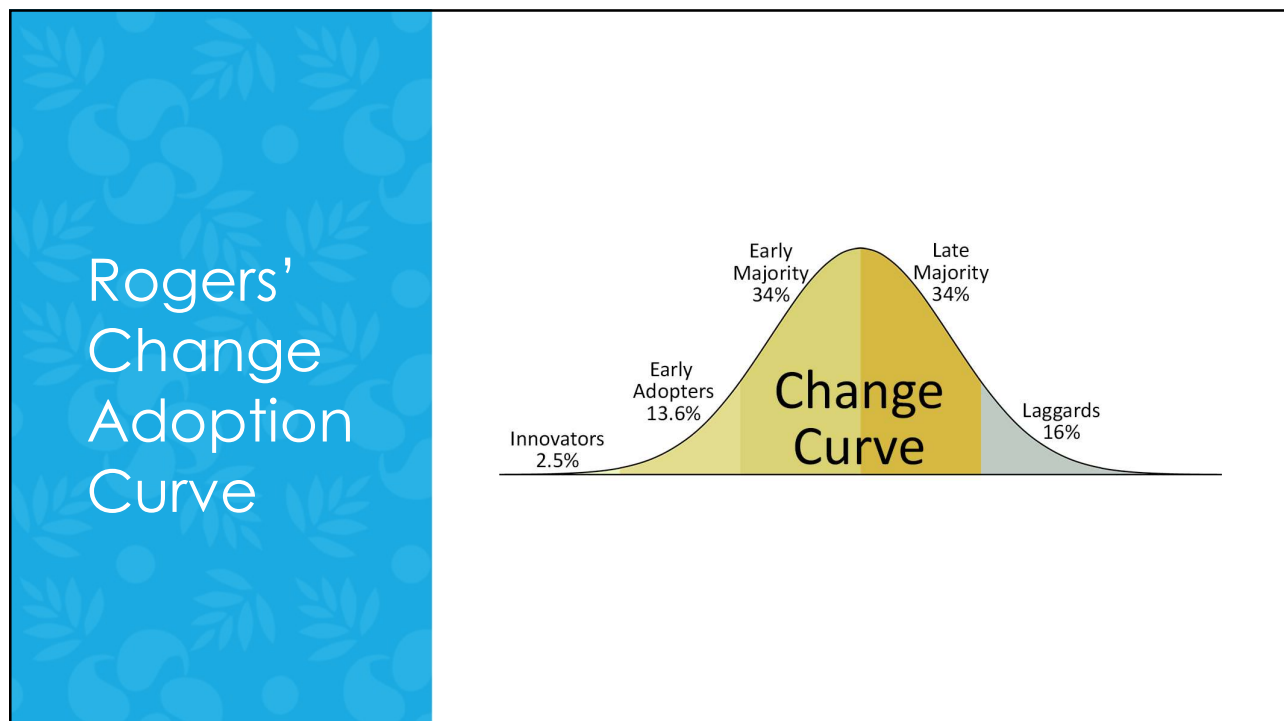 Rogers’
Change
Adoption
Curve
Innovators
2.5%
Early
Adopters
13.6%
Early
Majority
34%
Late
Majority
34%
Laggards
16%
Change
Curve